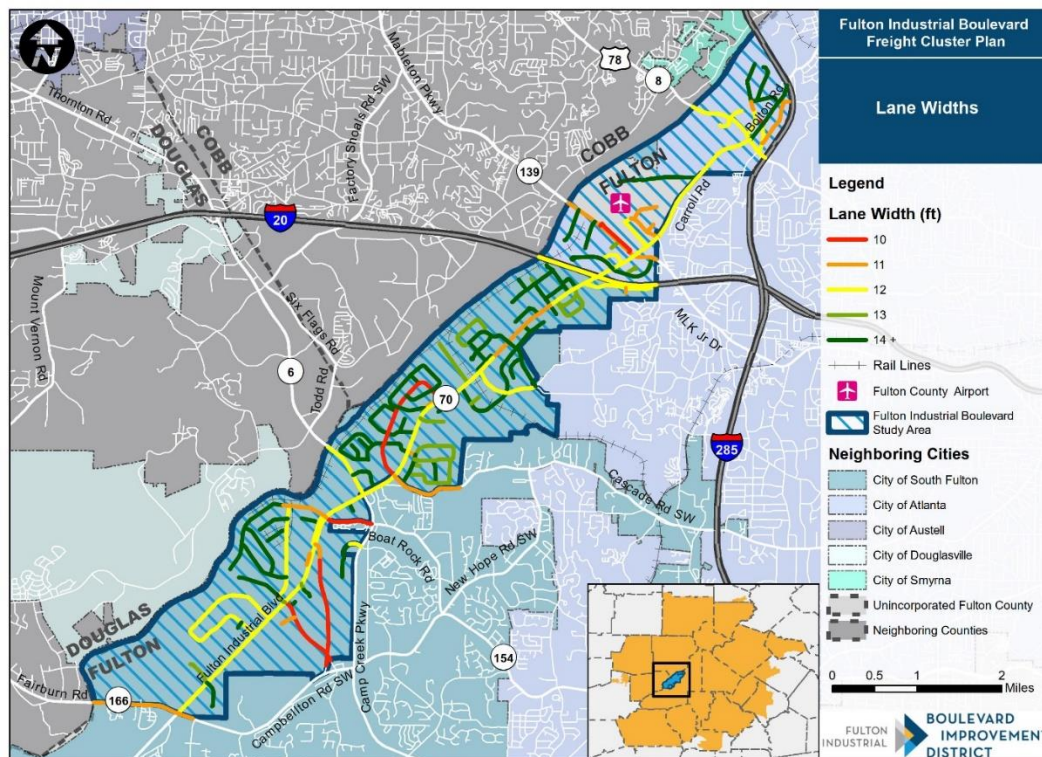 Fulton Industrial Boulevard
Freight Cluster Plan
Lane Widths
Legend
Lane Width (ft)
10
11
12
13
14 +
Rail Lines
Fulton County Airport
Fulton Industrial Boulevard
Study Area
Neighboring Cities
City of South Fulton
City of Atlanta
City of Austell
City of Douglasville
City of Smyrna
Unincorporated Fulton County
Neighboring Counties
0 0.5 1 2
Miles
FULTON
INDUSTRIAL
BOULEVARD
IMPROVEMENT
DISTRICT
N
78
8
Mableton Pkwy
Thornton Rd
COBB
DOUGLAS
Factory Shoals Rd SW
139
COBB
FULTON
Bolton Rd
Carroll Rd
20
Mount Vernon Rd
Six Flags Rd
MLK Jr Dr
6
Todd Rd
70
285
Cascade Rd SW
Boat Rock Rd
New Hope Rd SW
Fulton Industrial Blvd
Camp Creek Pkwy
DOUGLAS
FULTON
154
Fairburn Rd
166
Campbellton Rd SW